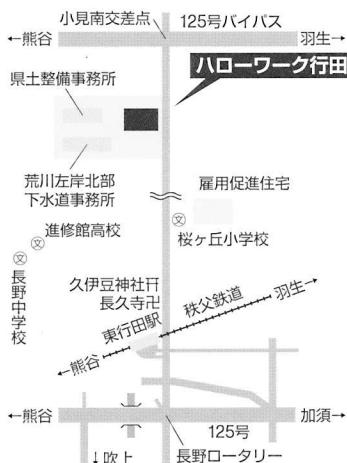 小見南交差点
125号バイパス
←熊谷
羽生→
ハローワーク行田
県土整備事務所
荒川左岸北部
下水道事務所
雇用促進住宅
文
進修館高校
文
桜ヶ丘小学校
文
長野中学校
久伊豆神社⛩
長久寺卍
東行田駅
秩父鉄道
羽生→
←熊谷
←熊谷
125号
加須→
↓吹上
長野ロータリー